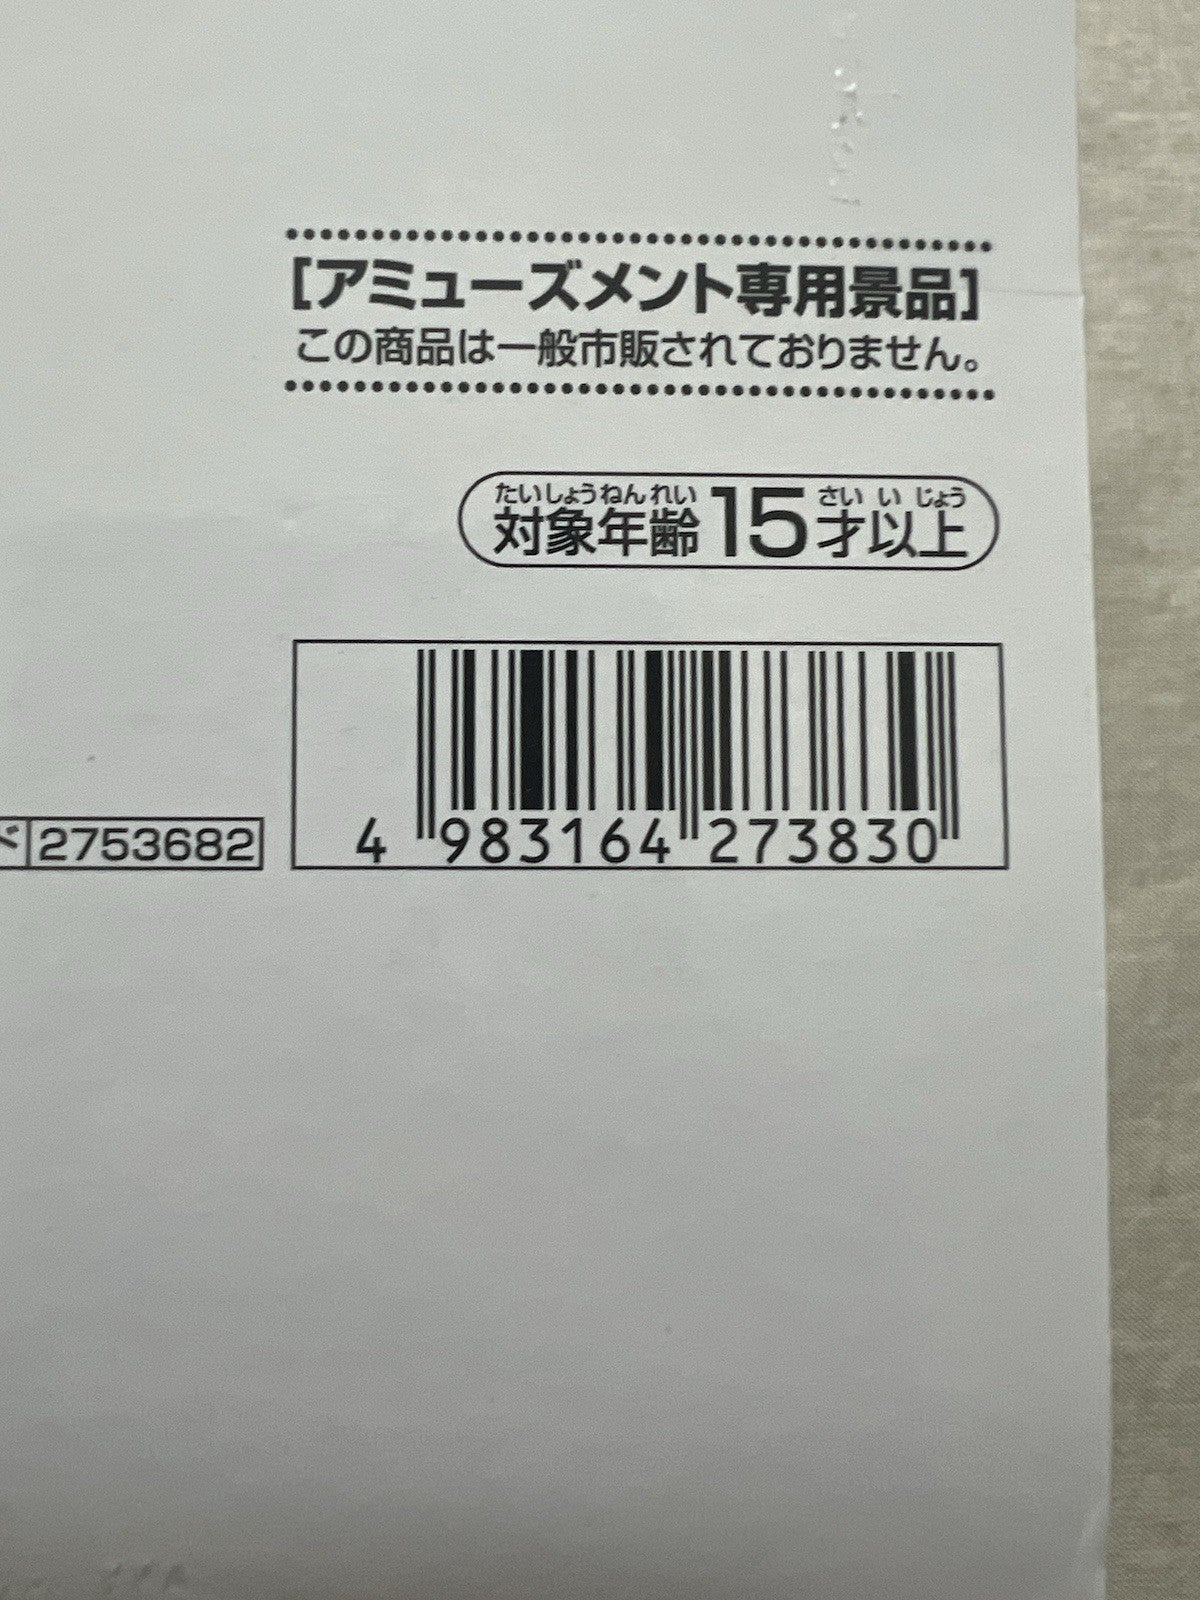 [アミューズメント専用景品]
この商品は一般市販されておりません。
たいしょうねんれい さいいじょう
対象年齢15才以上
ド 2753682
4 983164 273830